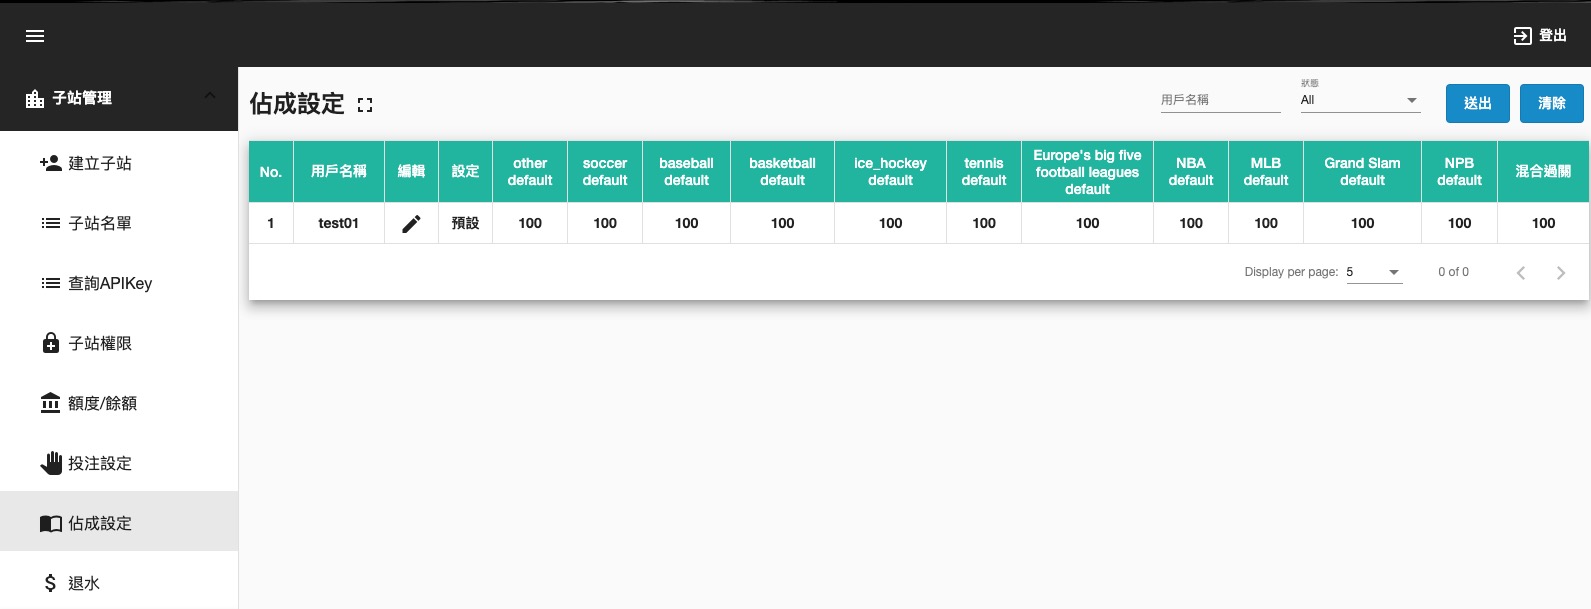 登出
子站管理
建立子站
子站名單
查詢APIKey
子站權限
額度/餘額
投注設定
佔成設定
退水
佔成設定
用戶名稱
狀態
All
送出
清除
No. 用戶名稱 編輯 設定 other default soccer default baseball default basketball default ice_hockey default tennis default Europe's big five football leagues default NBA default MLB default Grand Slam default NPB default 混合過關
1 test01 預設 100 100 100 100 100 100 100 100 100 100 100 100
Display per page: 5 0 of 0